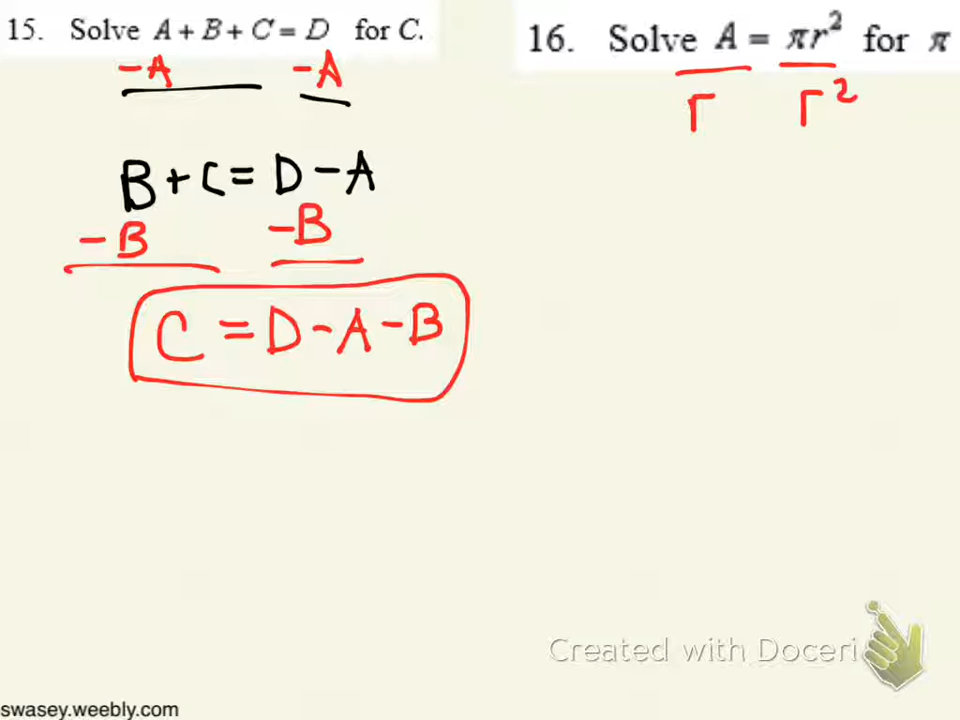 15. Solve A + B + C = D for C.
-A -A
B + C = D - A
-B -B
C = D - A - B
16. Solve A = πr² for π
r r²
Created with Doceri
swasey.weebly.com